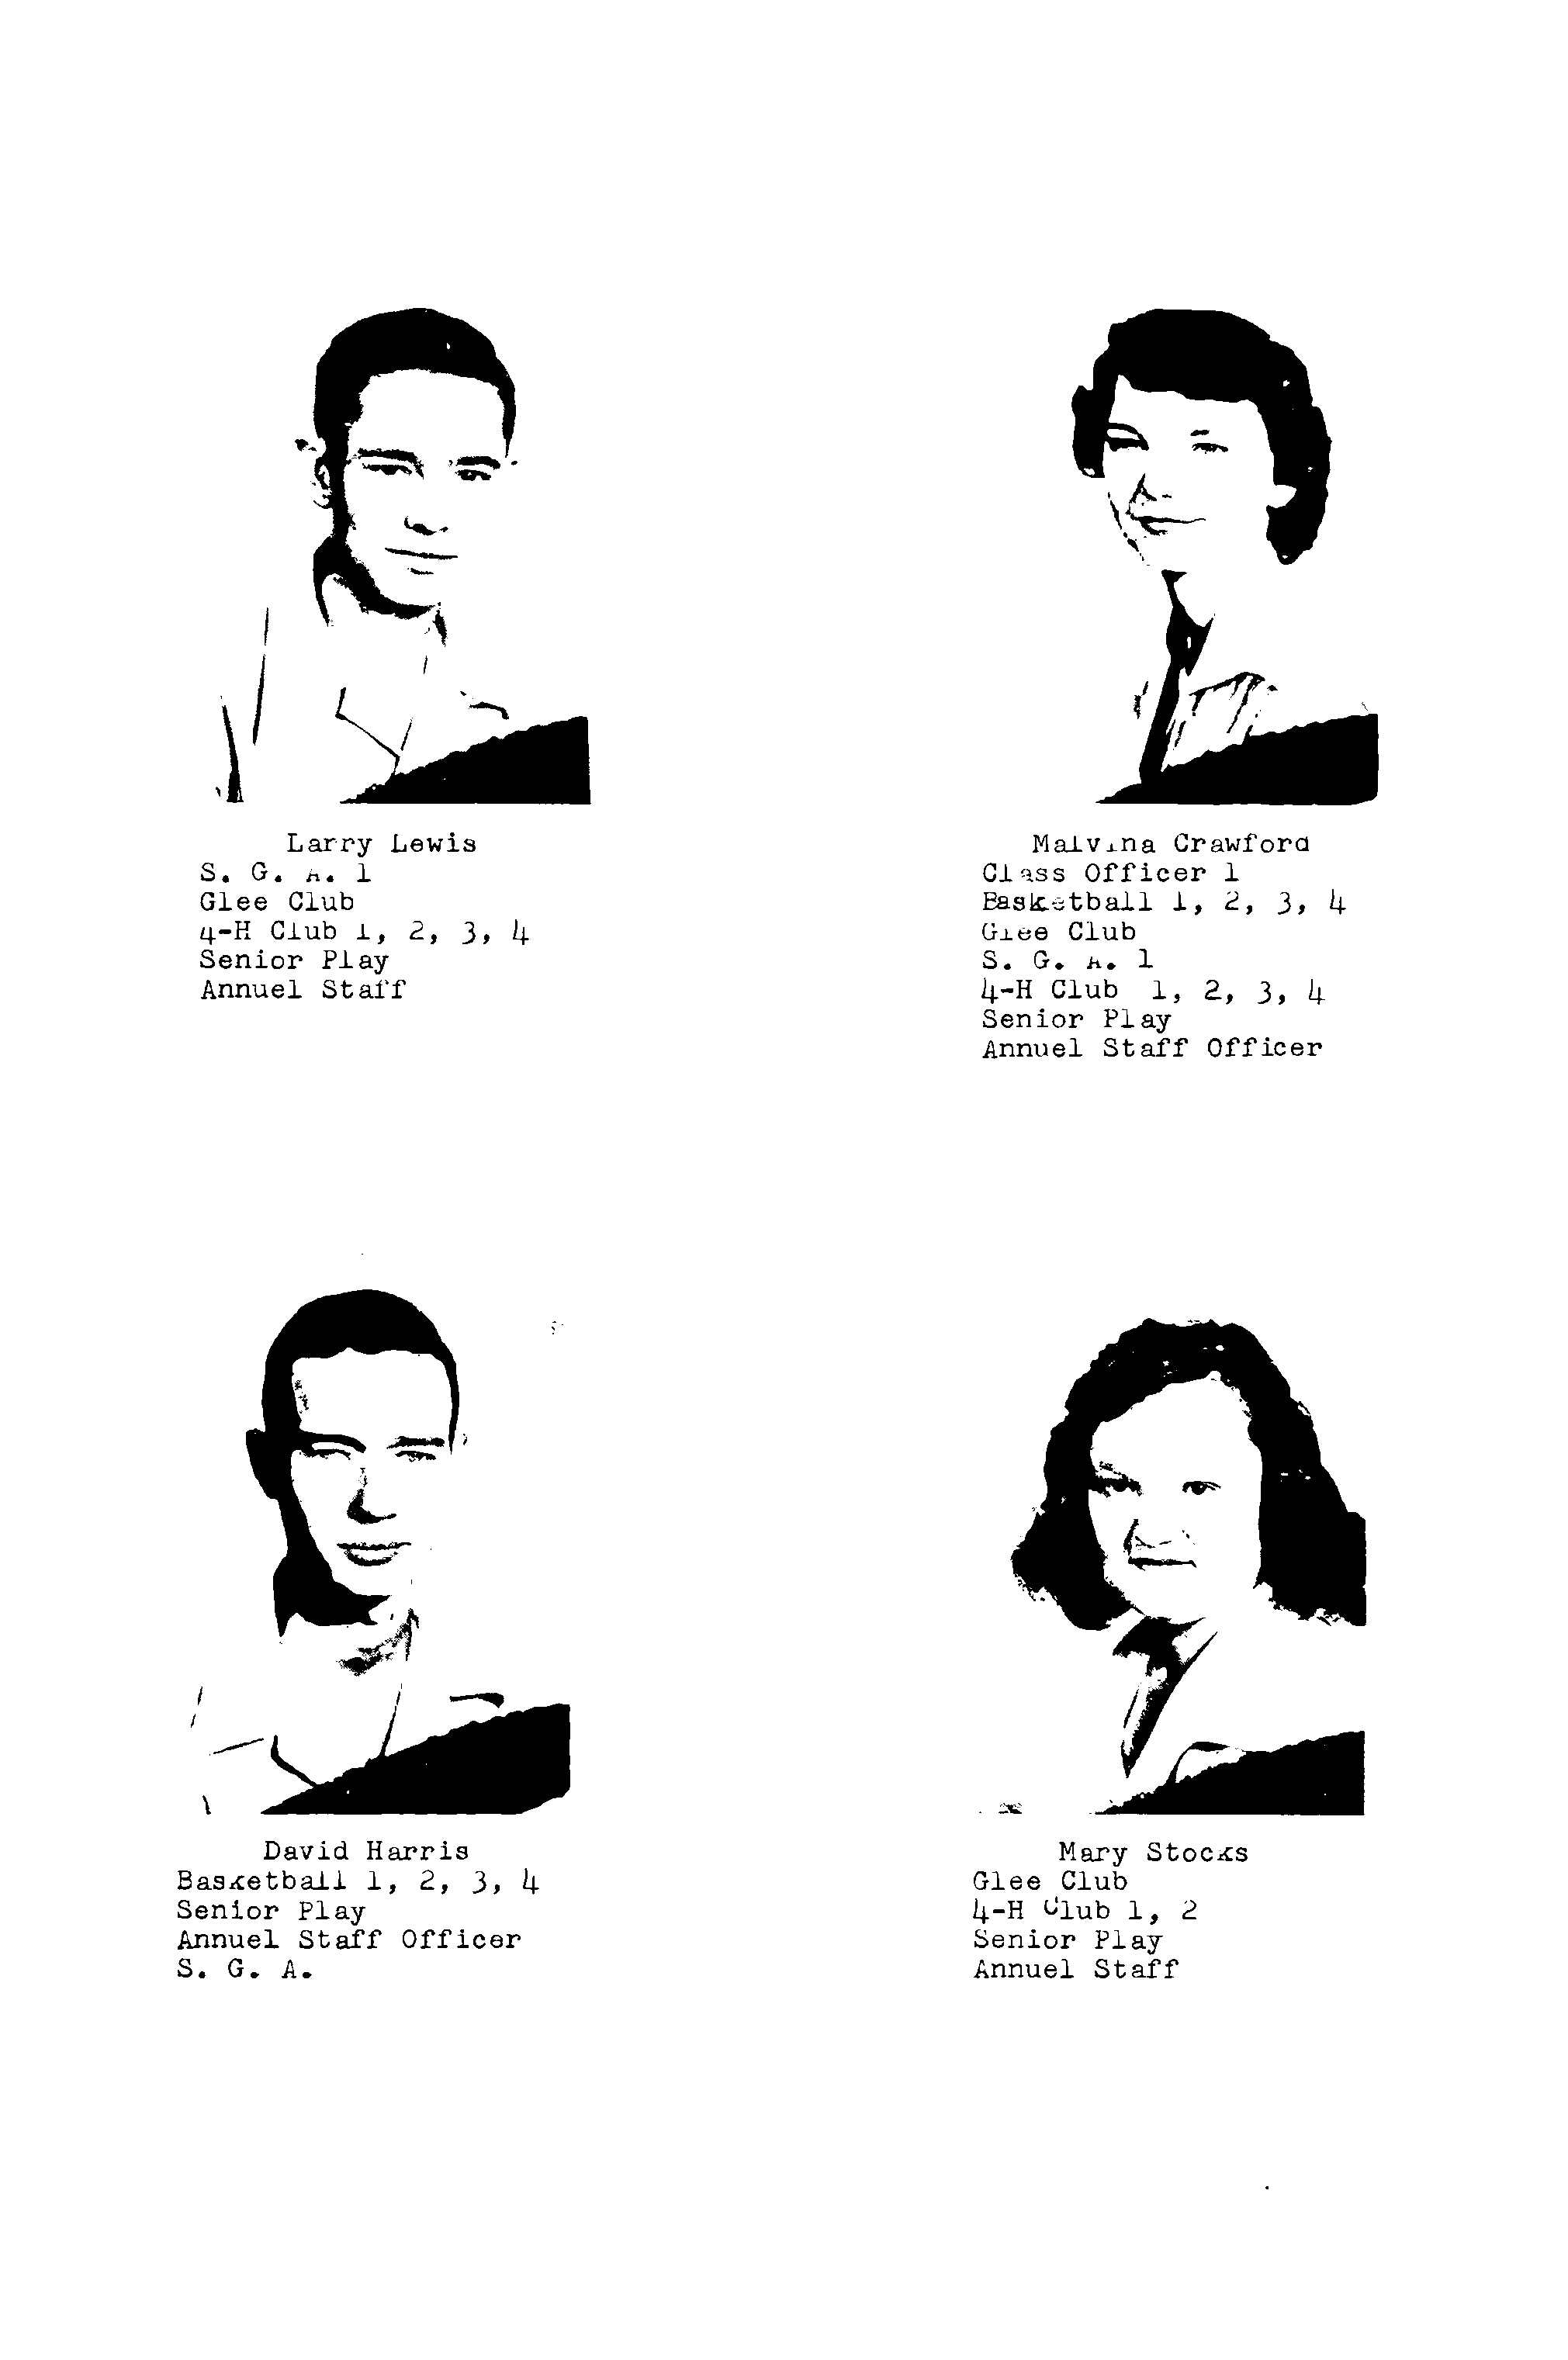 Larry Lewis
S. G. A. 1
Glee Club
4-H Club 1, 2, 3, 4
Senior Play
Annuel Staff
Malvina Crawford
Class Officer 1
Basketball 1, 2, 3, 4
Glee Club
S. G. A. 1
4-H Club 1, 2, 3, 4
Senior Play
Annuel Staff Officer
David Harris
Basketball 1, 2, 3, 4
Senior Play
Annuel Staff Officer
S. G. A.
Mary Stocks
Glee Club
4-H Club 1, 2
Senior Play
Annuel Staff